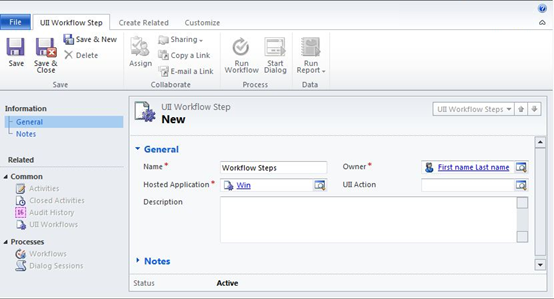 File UII Workflow Step Create Related Customize
Save
Save & Close
Save & New
Delete
Save
Assign
Sharing
Copy a Link
E-mail a Link
Collaborate
Run Workflow
Start Dialog
Process
Run Report
Data
Information
General
Notes
Related
Common
Activities
Closed Activities
Audit History
UII Workflows
Processes
Workflows
Dialog Sessions
UII Workflow Step
New
UII Workflow Steps
General
Name * Workflow Steps Owner * First name Last name
Hosted Application * Win UII Action
Description
Notes
Status Active